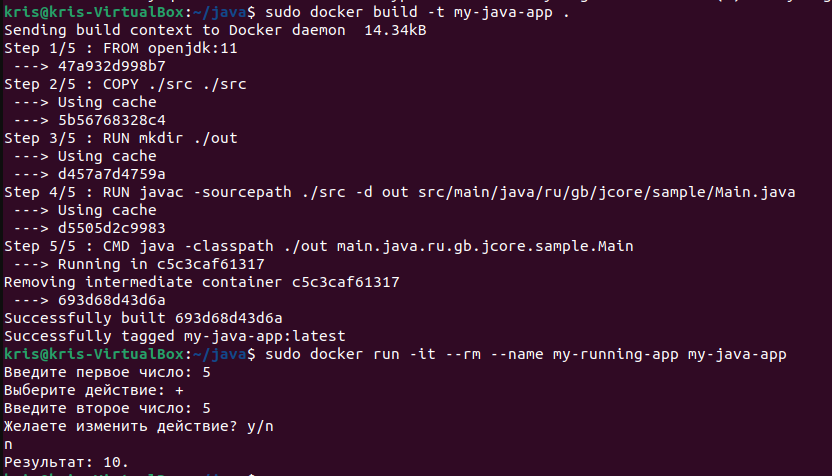 kris@kris-VirtualBox:~/java$ sudo docker build -t my-java-app .
Sending build context to Docker daemon  14.34kB
Step 1/5 : FROM openjdk:11
 ---> 47a932d998b7
Step 2/5 : COPY ./src ./src
 ---> Using cache
 ---> 5b56768328c4
Step 3/5 : RUN mkdir ./out
 ---> Using cache
 ---> d457a7d4759a
Step 4/5 : RUN javac -sourcepath ./src -d out src/main/java/ru/gb/jcore/sample/Main.java
 ---> Using cache
 ---> d5505d2c9983
Step 5/5 : CMD java -classpath ./out main.java.ru.gb.jcore.sample.Main
 ---> Running in c5c3caf61317
Removing intermediate container c5c3caf61317
 ---> 693d68d43d6a
Successfully built 693d68d43d6a
Successfully tagged my-java-app:latest
kris@kris-VirtualBox:~/java$ sudo docker run -it --rm --name my-running-app my-java-app
Введите первое число: 5
Выберите действие: +
Введите второе число: 5
Желаете изменить действие? y/n
n
Результат: 10.